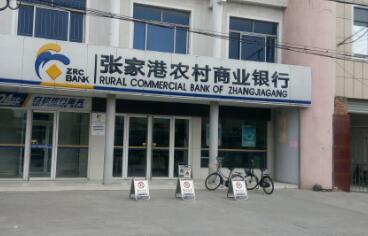 ZRC
BANK
张家港农村商业银行
RURAL COMMERCIAL BANK OF ZHANGJIAGANG